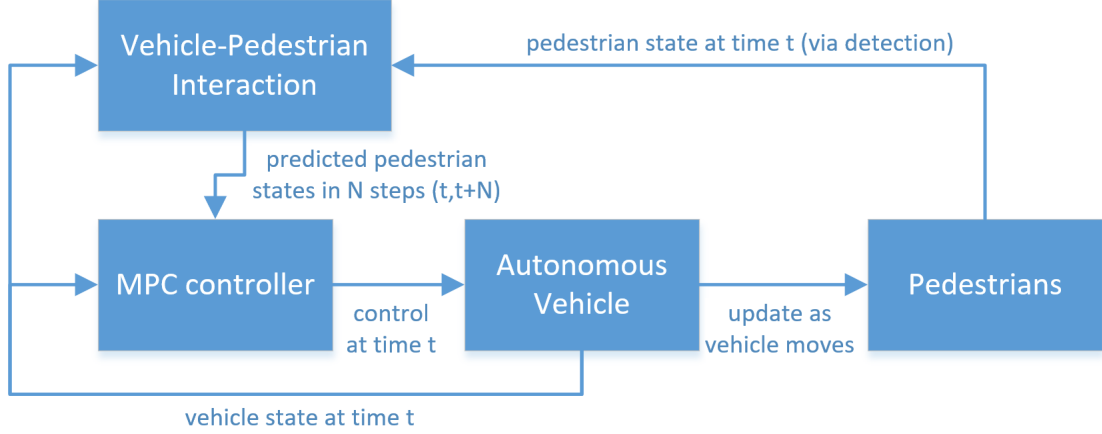 Vehicle-Pedestrian
Interaction
pedestrian state at time t (via detection)
predicted pedestrian
states in N steps (t,t+N)
MPC controller
control
at time t
Autonomous
Vehicle
update as
vehicle moves
Pedestrians
vehicle state at time t